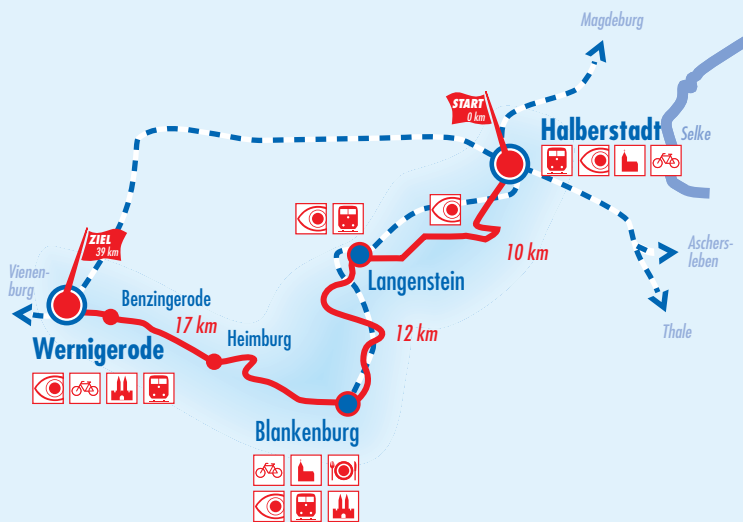 Magdeburg
START
0 km
Halberstadt
Selke
ZIEL
39 km
10 km
Aschers-
leben
Vienen-
burg
Langenstein
Benzingerode
17 km
Heimburg
12 km
Thale
Wernigerode
Blankenburg